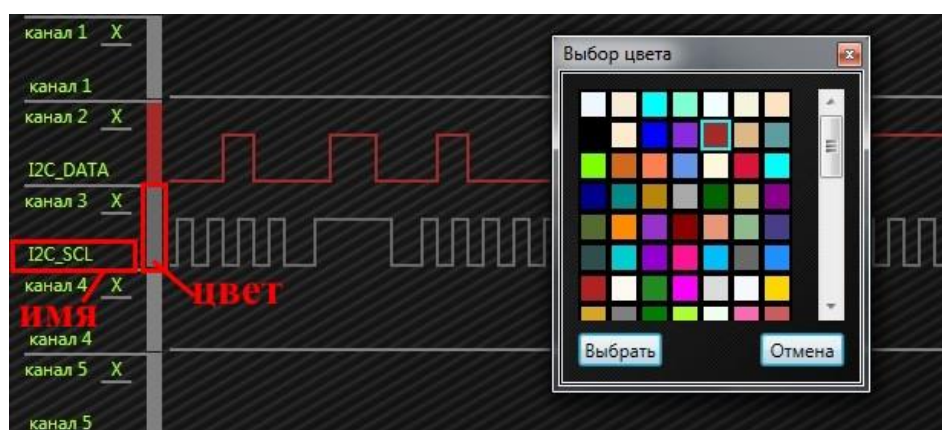 канал 1 X
канал 1
канал 2 X
I2C_DATA
канал 3 X
I2C_SCL
канал 4 X
имя
цвет
канал 4
канал 5 X
канал 5
Выбор цвета
x
Выбрать
Отмена